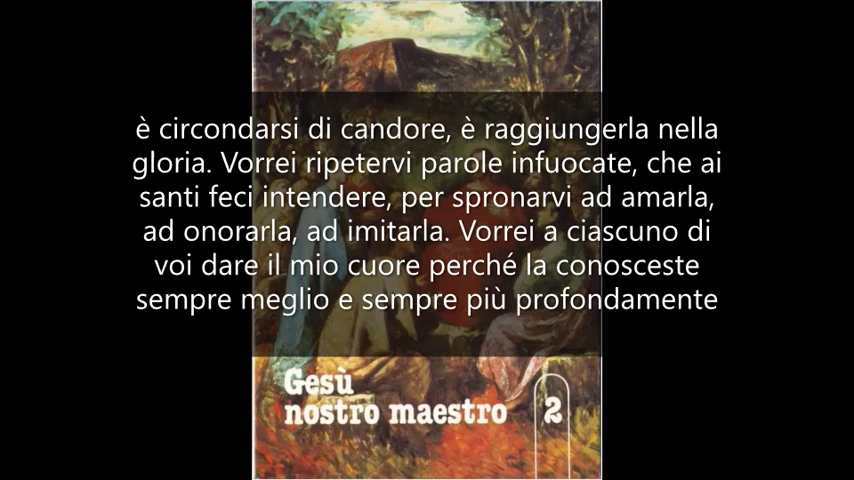 è circondarsi di candore, è raggiungerla nella
gloria. Vorrei ripetervi parole infuocate, che ai
santi feci intendere, per spronarvi ad amarla,
ad onorarla, ad imitarla. Vorrei a ciascuno di
voi dare il mio cuore perché la conosceste
sempre meglio e sempre più profondamente
Gesù
nostro maestro
2